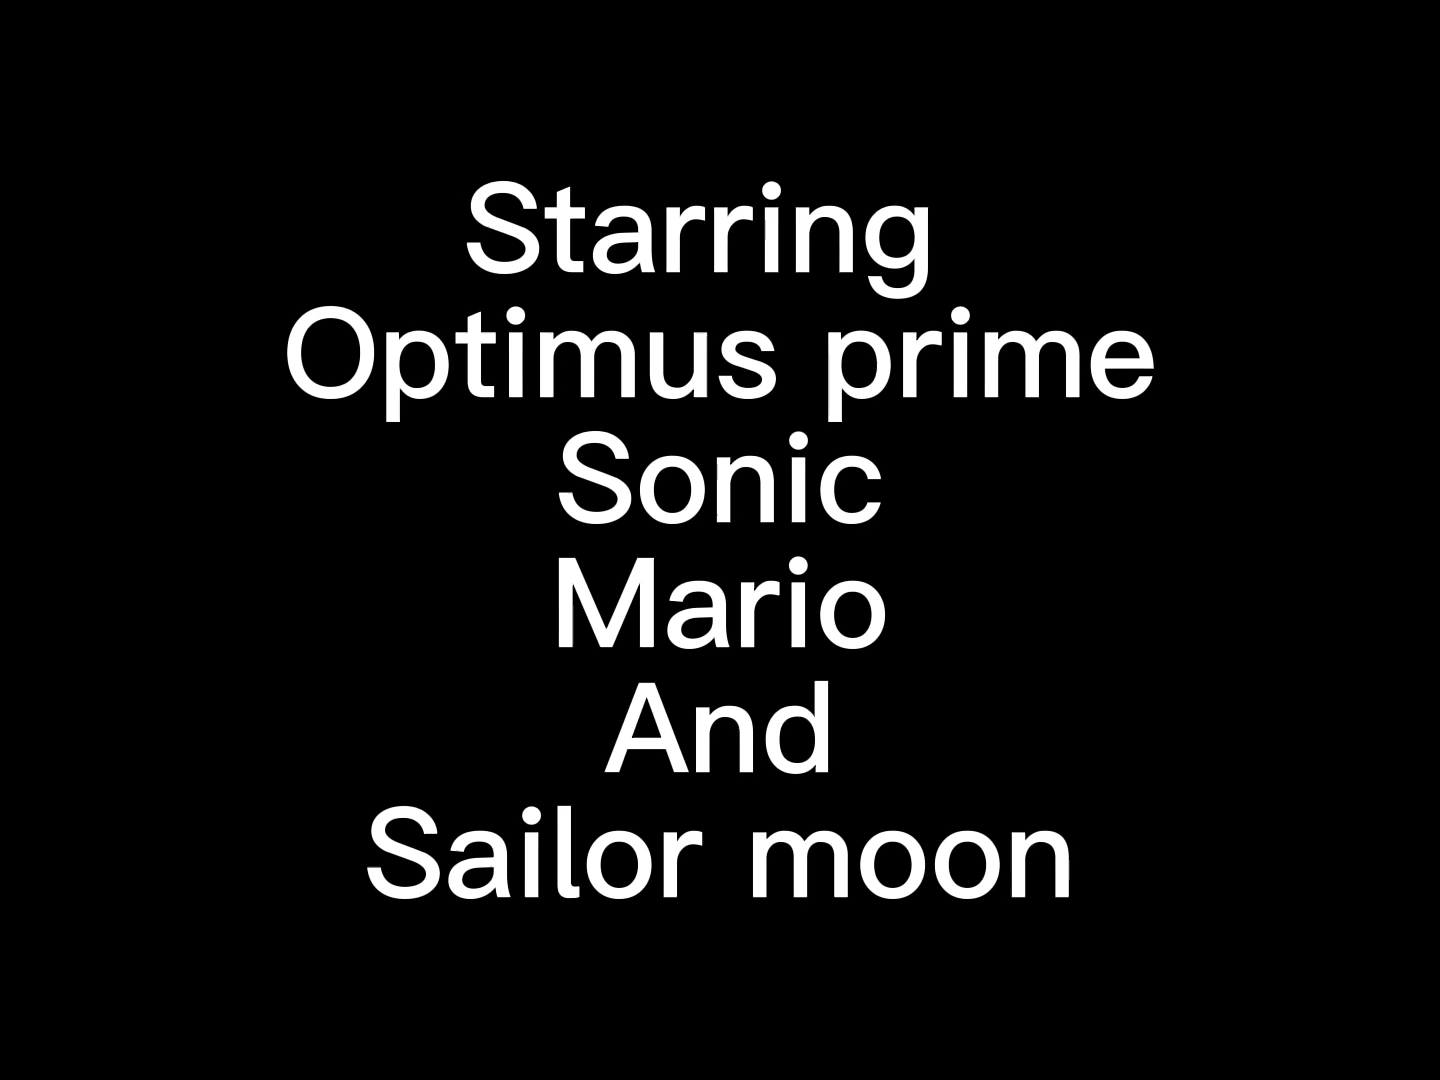 Starring
Optimus prime
Sonic
Mario
And
Sailor moon